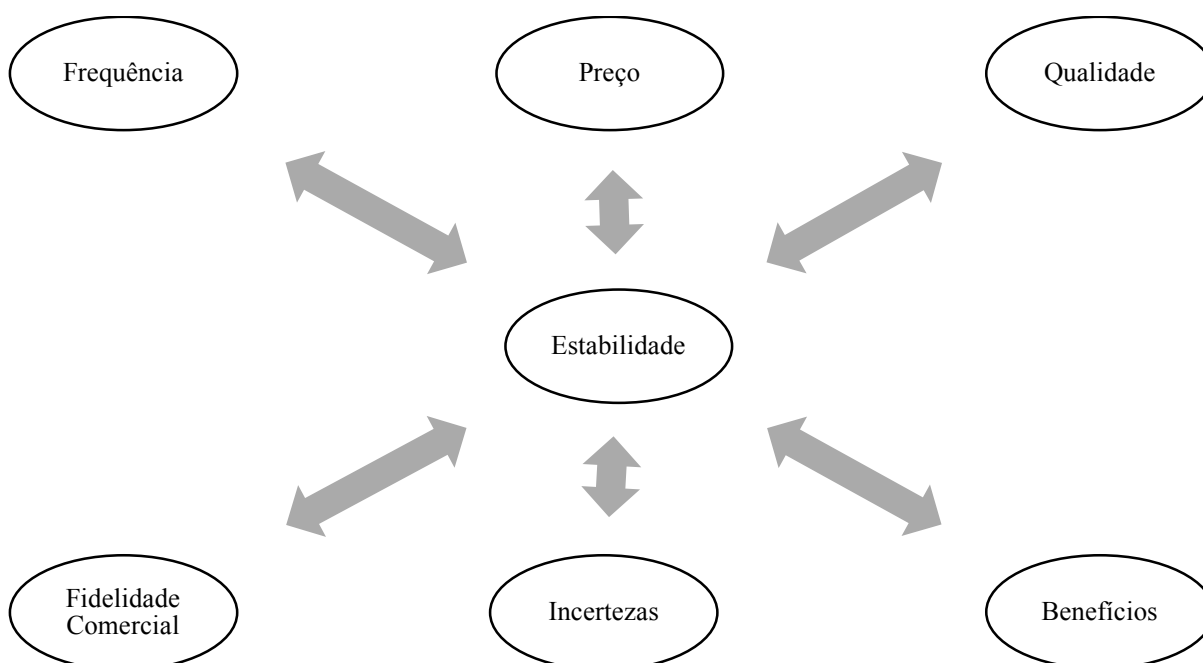 Frequência
Preço
Qualidade
Estabilidade
Fidelidade
Comercial
Incertezas
Benefícios